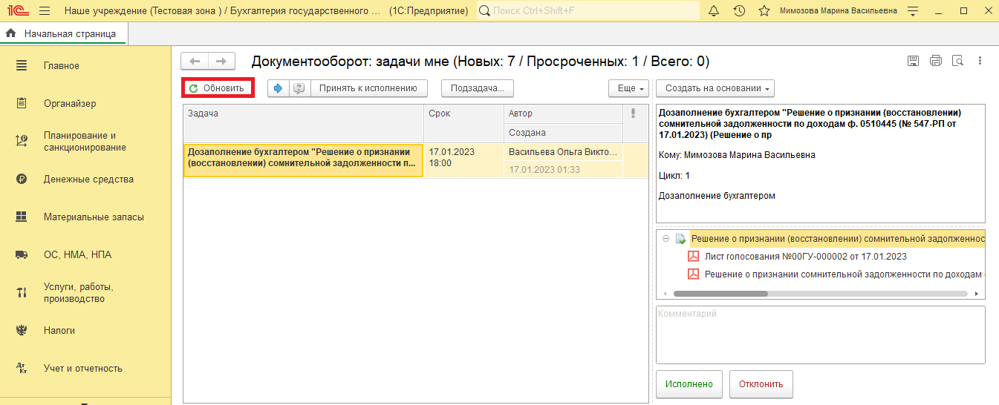 1С Наше учреждение (Тестовая зона ) / Бухгалтерия государственного ... (1С:Предприятие) Поиск Ctrl+Shift+F Мимозова Марина Васильевна
Начальная страница
Главное
Органайзер
Планирование и
санкционирование
Денежные средства
Материальные запасы
ОС, НМА, НПА
Услуги, работы,
производство
Налоги
Дт Кт Учет и отчетность
Документооборот: задачи мне (Новых: 7 / Просроченных: 1 / Всего: 0)
Обновить Принять к исполнению Подзадача... Еще Создать на основании
Задача Срок Автор
Создана
Дозаполнение бухгалтером "Решение о признании
(восстановлении) сомнительной задолженности п...
17.01.2023
18:00
Васильева Ольга Викто...
17.01.2023 01:33
Дозаполнение бухгалтером "Решение о признании (восстановлении)
сомнительной задолженности по доходам ф. 0510445 (№ 547-РП от
17.01.2023) (Решение о пр
Кому: Мимозова Марина Васильевна
Цикл: 1
Дозаполнение бухгалтером
Решение о признании (восстановлении) сомнительной задолженнос
Лист голосования №00ГУ-000002 от 17.01.2023
Решение о признании сомнительной задолженности по доходам
Комментарий
Исполнено Отклонить